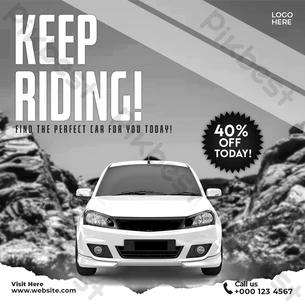 LOGO
HERE
KEEP
RIDING!
FIND THE PERFECT CAR FOR YOU TODAY!
40%
OFF
TODAY!
Visit Here
www.website.com
Call us
+000 123 4567
Pikbest